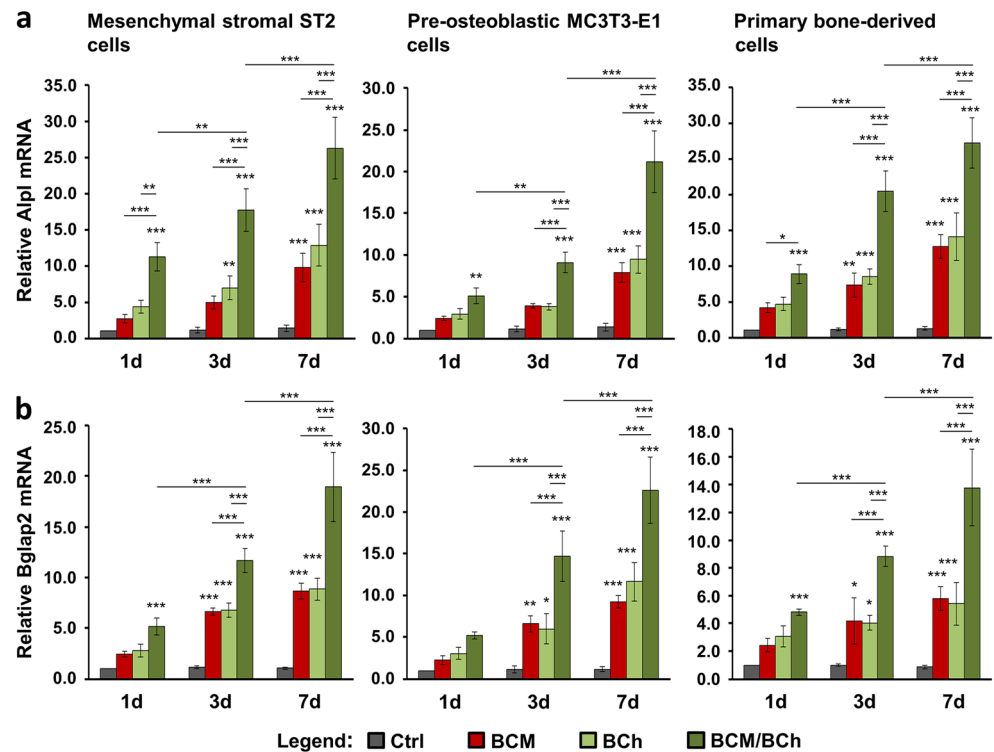 a
Mesenchymal stromal ST2
cells
Pre-osteoblastic MC3T3-E1
cells
Primary bone-derived
cells
Relative Alpl mRNA
35.0
30.0
25.0
20.0
15.0
10.0
5.0
0.0
** *** *** ** *** *** *** ** *** *** *** *** *** *** ***
1d 3d 7d
30.0
25.0
20.0
15.0
10.0
5.0
0.0
** ** *** *** *** *** *** *** *** *** ***
1d 3d 7d
35.0
30.0
25.0
20.0
15.0
10.0
5.0
0.0
* *** *** *** *** *** ** *** *** *** *** *** *** ***
1d 3d 7d
b
Relative Bglap2 mRNA
25.0
20.0
15.0
10.0
5.0
0.0
*** *** *** *** *** *** *** *** *** *** *** *** ***
1d 3d 7d
30.0
25.0
20.0
15.0
10.0
5.0
0.0
*** *** *** *** ** * *** *** *** *** *** ***
1d 3d 7d
18.0
16.0
14.0
12.0
10.0
8.0
6.0
4.0
2.0
0.0
*** *** *** *** *** * * *** *** *** *** *** ***
1d 3d 7d
Legend: Ctrl BCM BCh BCM/BCh